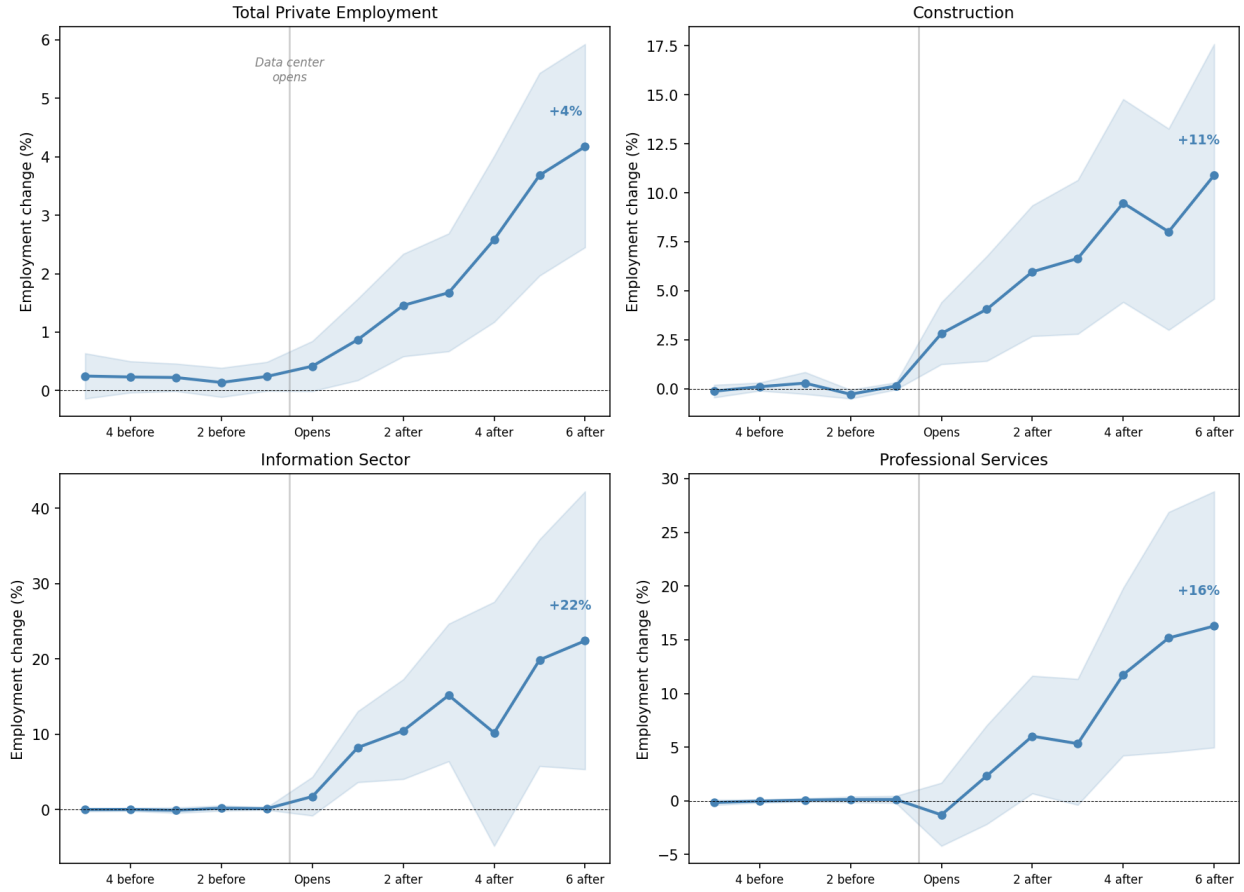 Total Private Employment
Employment change (%)
6
5
4
3
2
1
0
Data center
opens
+4%
4 before
2 before
Opens
2 after
4 after
6 after
Construction
Employment change (%)
17.5
15.0
12.5
10.0
7.5
5.0
2.5
0.0
+11%
4 before
2 before
Opens
2 after
4 after
6 after
Information Sector
Employment change (%)
40
30
20
10
0
+22%
4 before
2 before
Opens
2 after
4 after
6 after
Professional Services
Employment change (%)
30
25
20
15
10
5
0
−5
+16%
4 before
2 before
Opens
2 after
4 after
6 after